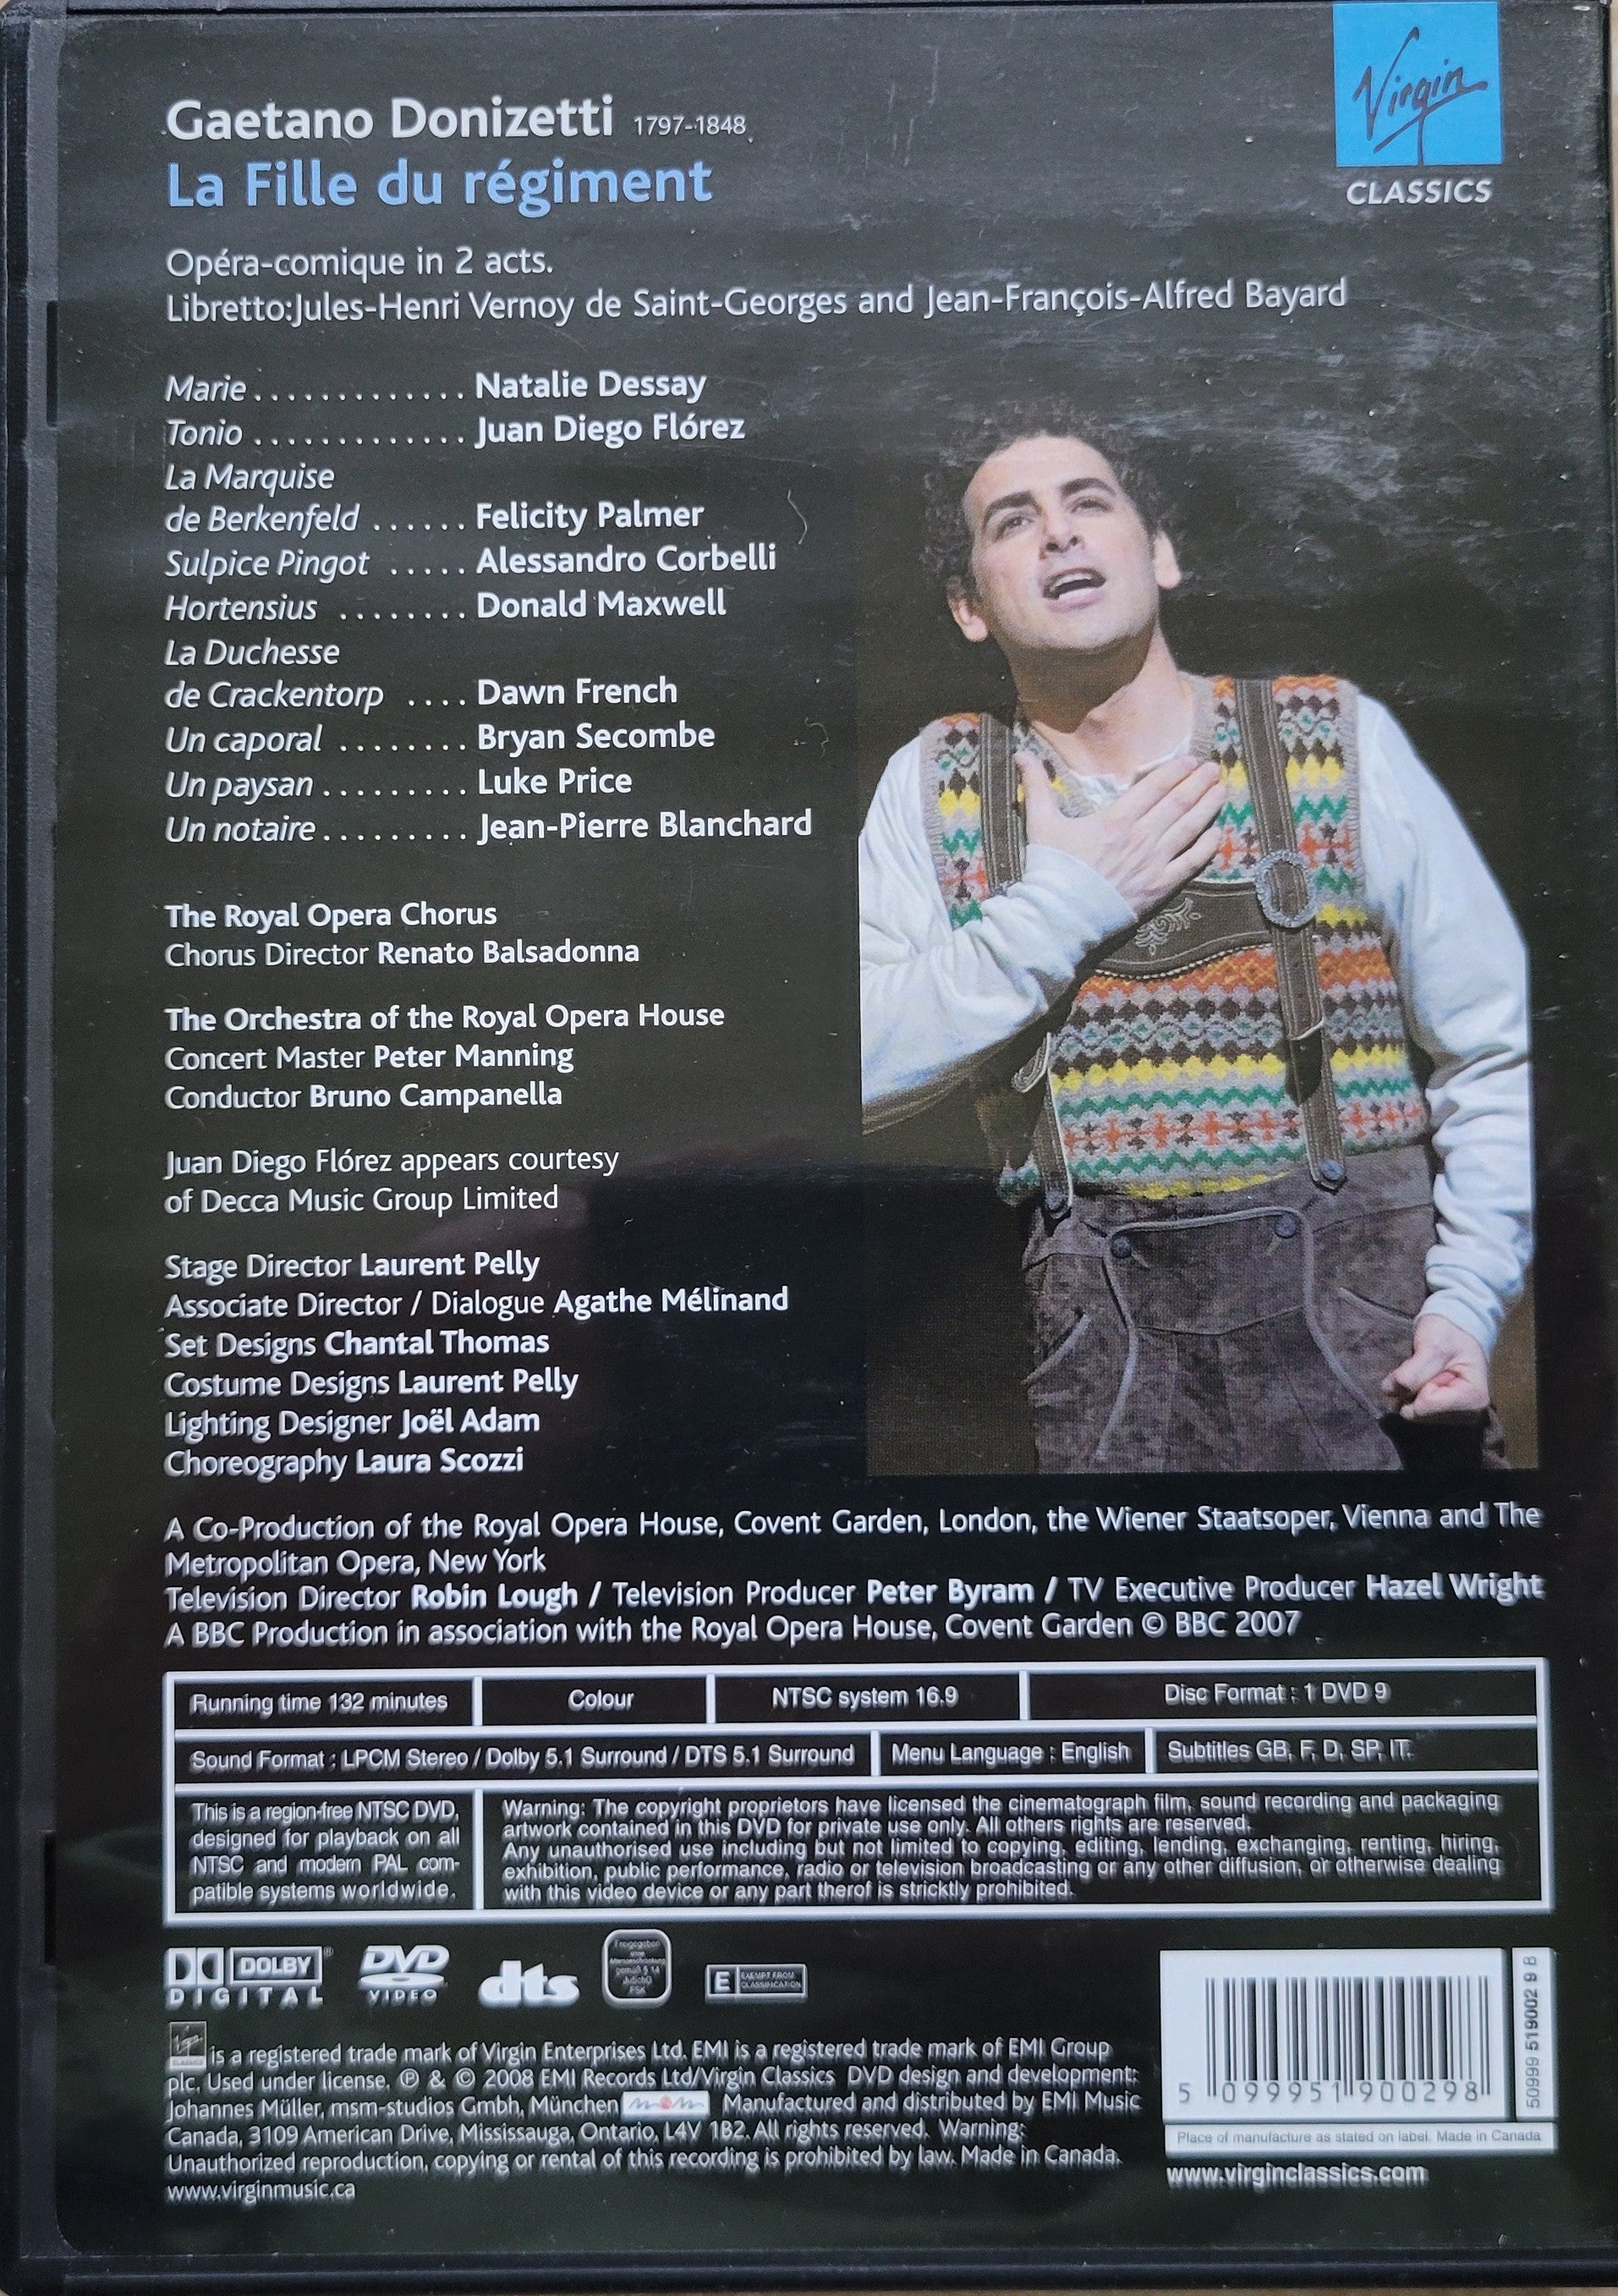 Virgin
CLASSICS
Gaetano Donizetti 1797-1848
La Fille du régiment
Opéra-comique in 2 acts.
Libretto:Jules-Henri Vernoy de Saint-Georges and Jean-François-Alfred Bayard
Marie ............. Natalie Dessay
Tonio ............. Juan Diego Flórez
La Marquise
de Berkenfeld ...... Felicity Palmer
Sulpice Pingot ..... Alessandro Corbelli
Hortensius ........ Donald Maxwell
La Duchesse
de Crackentorp .... Dawn French
Un caporal ........ Bryan Secombe
Un paysan ......... Luke Price
Un notaire ......... Jean-Pierre Blanchard
The Royal Opera Chorus
Chorus Director Renato Balsadonna
The Orchestra of the Royal Opera House
Concert Master Peter Manning
Conductor Bruno Campanella
Juan Diego Flórez appears courtesy
of Decca Music Group Limited
Stage Director Laurent Pelly
Associate Director / Dialogue Agathe Mélinand
Set Designs Chantal Thomas
Costume Designs Laurent Pelly
Lighting Designer Joël Adam
Choreography Laura Scozzi
A Co-Production of the Royal Opera House, Covent Garden, London, the Wiener Staatsoper, Vienna and The
Metropolitan Opera, New York
Television Director Robin Lough / Television Producer Peter Byram / TV Executive Producer Hazel Wright
A BBC Production in association with the Royal Opera House, Covent Garden © BBC 2007
Running time 132 minutes
Colour
NTSC system 16.9
Disc Format : 1 DVD 9
Sound Format : LPCM Stereo / Dolby 5.1 Surround / DTS 5.1 Surround
Menu Language : English
Subtitles GB, F, D, SP, IT.
This is a region-free NTSC DVD,
designed for playback on all
NTSC and modern PAL com-
patible systems worldwide.
Warning: The copyright proprietors have licensed the cinematograph film, sound recording and packaging
artwork contained in this DVD for private use only. All others rights are reserved.
Any unauthorised use including but not limited to copying, editing, lending, exchanging, renting, hiring,
exhibition, public performance, radio or television broadcasting or any other diffusion, or otherwise dealing
with this video device or any part therof is stricktly prohibited.
DOLBY ®
DIGITAL
DVD
VIDEO
dts
Freigegeben
ohne
Altersbeschränkung
gemäß § 14
JuSchG
FSK
E EXEMPT FROM
CLASSIFICATION
Virgin CLASSICS is a registered trade mark of Virgin Enterprises Ltd. EMI is a registered trade mark of EMI Group
plc. Used under license. ℗ & © 2008 EMI Records Ltd/Virgin Classics DVD design and development:
Johannes Müller, msm-studios Gmbh, München msm Manufactured and distributed by EMI Music
Canada, 3109 American Drive, Mississauga, Ontario, L4V 1B2. All rights reserved. Warning:
Unauthorized reproduction, copying or rental of this recording is prohibited by law. Made in Canada.
www.virginmusic.ca
5 099951 900298
50999 519002 9 8
Place of manufacture as stated on label. Made in Canada
www.virginclassics.com